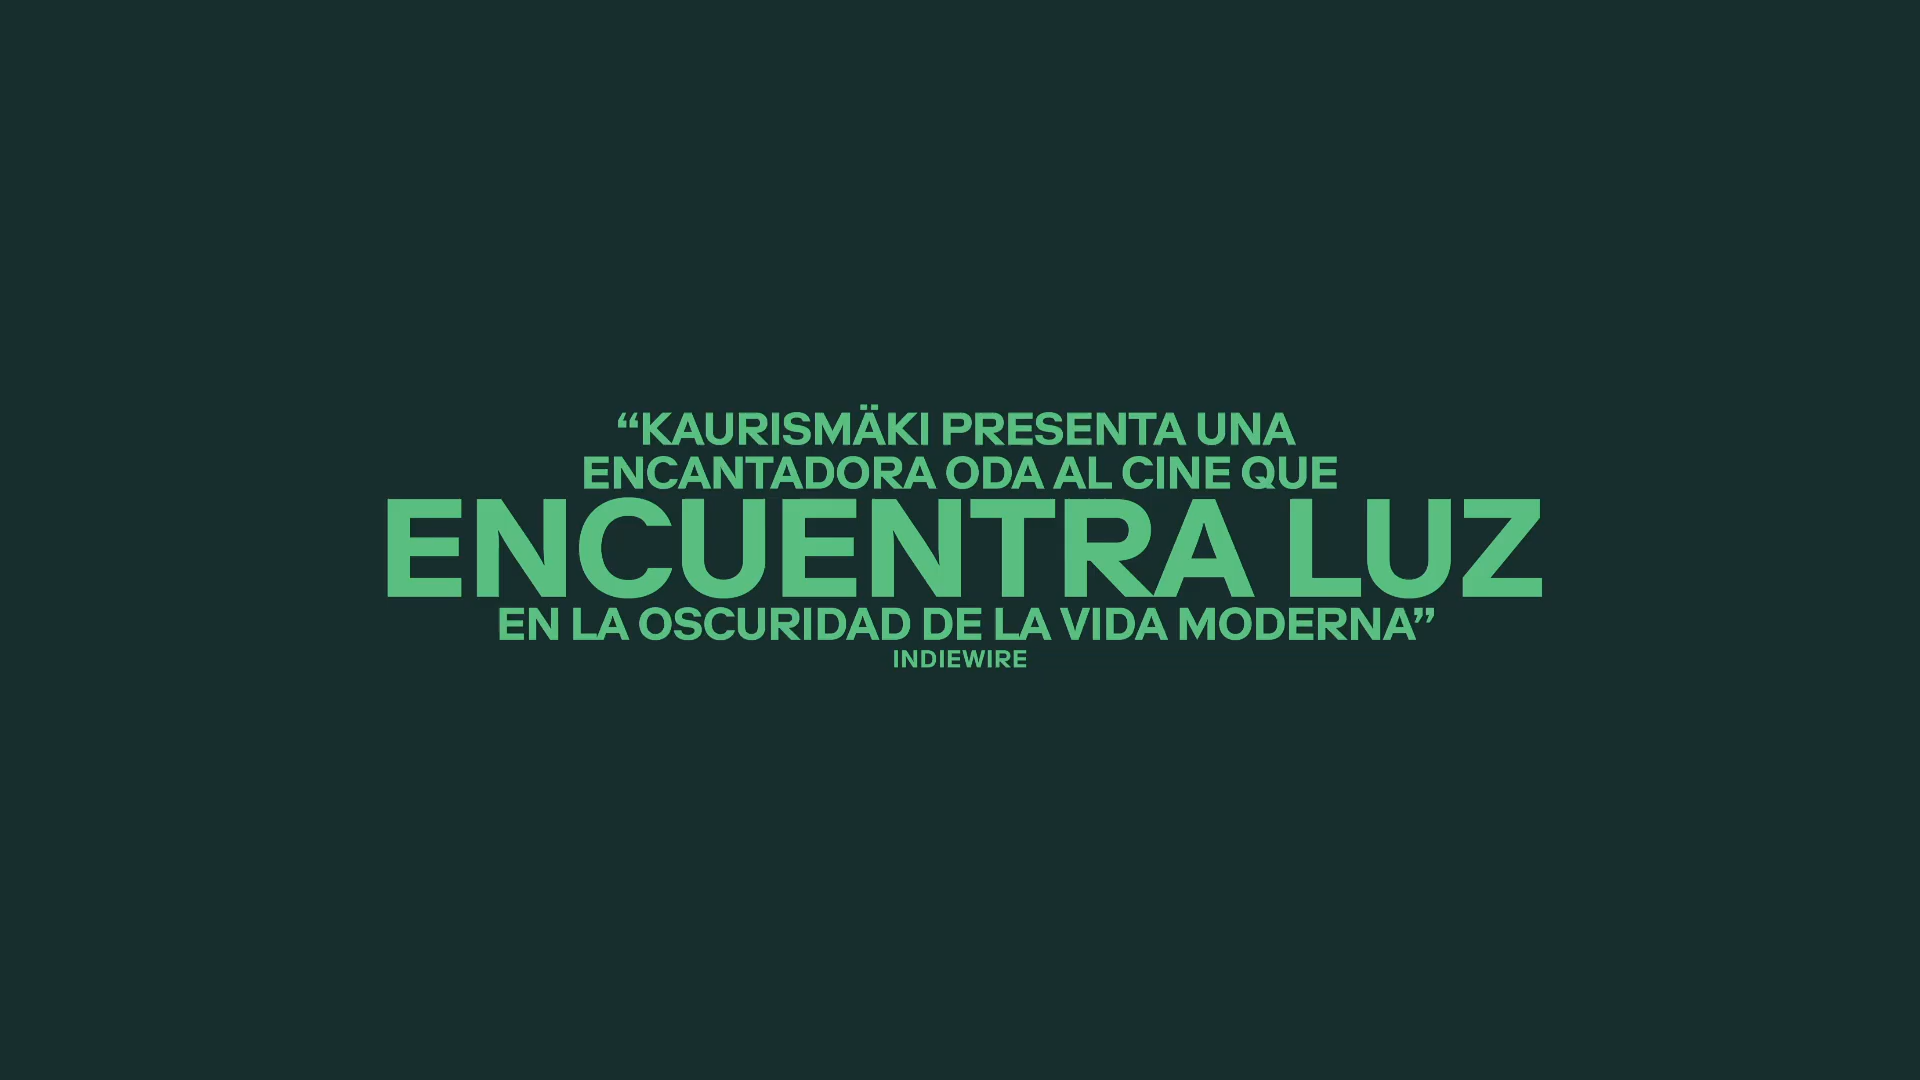 “KAURISMÄKI PRESENTA UNA
ENCANTADORA ODA AL CINE QUE
ENCUENTRA LUZ
EN LA OSCURIDAD DE LA VIDA MODERNA”
INDIEWIRE